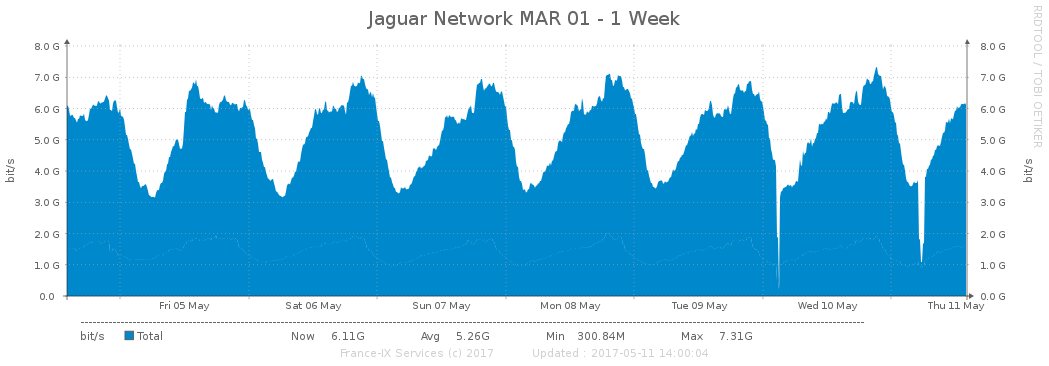 Jaguar Network MAR 01 - 1 Week
RRDTOOL / TOBI OETIKER
bit/s
8.0 G 8.0 G
7.0 G 7.0 G
6.0 G 6.0 G
5.0 G 5.0 G
4.0 G 4.0 G
3.0 G 3.0 G
2.0 G 2.0 G
1.0 G 1.0 G
0.0 0.0 G
bit/s
Fri 05 May Sat 06 May Sun 07 May Mon 08 May Tue 09 May Wed 10 May Thu 11 May
bit/s Total Now 6.11G Avg 5.26G Min 300.84M Max 7.31G
France-IX Services (c) 2017 Updated : 2017-05-11 14:00:04